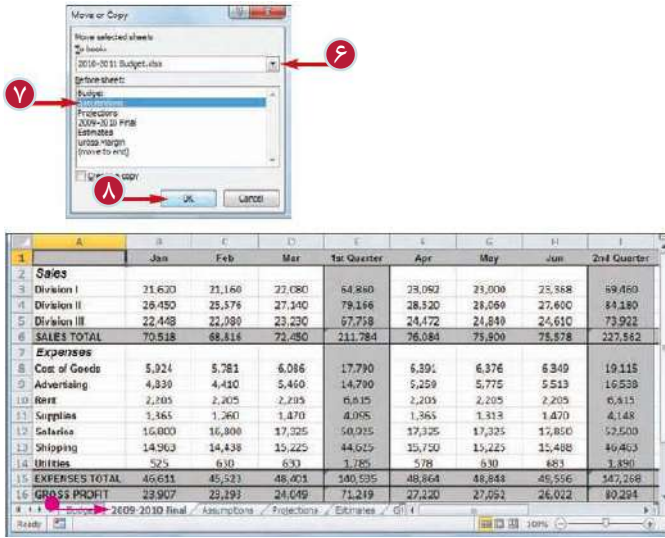 Move or Copy
Move selected sheets
To book:
2010-2011 Budget.xlsx
۶
Before sheet:
Budget
Assumptions
۷
Projections
2009-2010 Final
Estimates
Gross Margin
(move to end)
Create a copy
۸
OK Cancel
A B C D E F G H I
1 Jan Feb Mar 1st Quarter Apr May Jun 2nd Quarter
2 Sales
3 Division I 21,620 21,160 22,080 64,860 23,092 23,000 23,368 69,460
4 Division II 26,450 25,576 27,140 79,166 28,520 28,060 27,600 84,180
5 Division III 22,448 22,080 23,230 67,758 24,472 24,840 24,610 73,922
6 SALES TOTAL 70,518 68,816 72,450 211,784 76,084 75,900 75,578 227,562
7 Expenses
8 Cost of Goods 5,924 5,781 6,086 17,790 6,391 6,376 6,349 19,115
9 Advertising 4,830 4,410 5,460 14,700 5,250 5,775 5,513 16,538
10 Rent 2,205 2,205 2,205 6,615 2,205 2,205 2,205 6,615
11 Supplies 1,365 1,260 1,470 4,095 1,365 1,313 1,470 4,148
12 Salaries 16,800 16,800 17,325 50,925 17,325 17,325 17,850 52,500
13 Shipping 14,963 14,438 15,225 44,625 15,750 15,225 15,488 46,463
14 Utilities 525 630 630 1,785 578 630 683 1,890
15 EXPENSES TOTAL 46,611 45,523 48,401 140,535 48,864 48,848 49,556 147,268
16 GROSS PROFIT 23,907 23,293 24,049 71,249 27,220 27,052 26,022 80,294
Budget 2009-2010 Final Assumptions Projections Estimates
Ready 100%